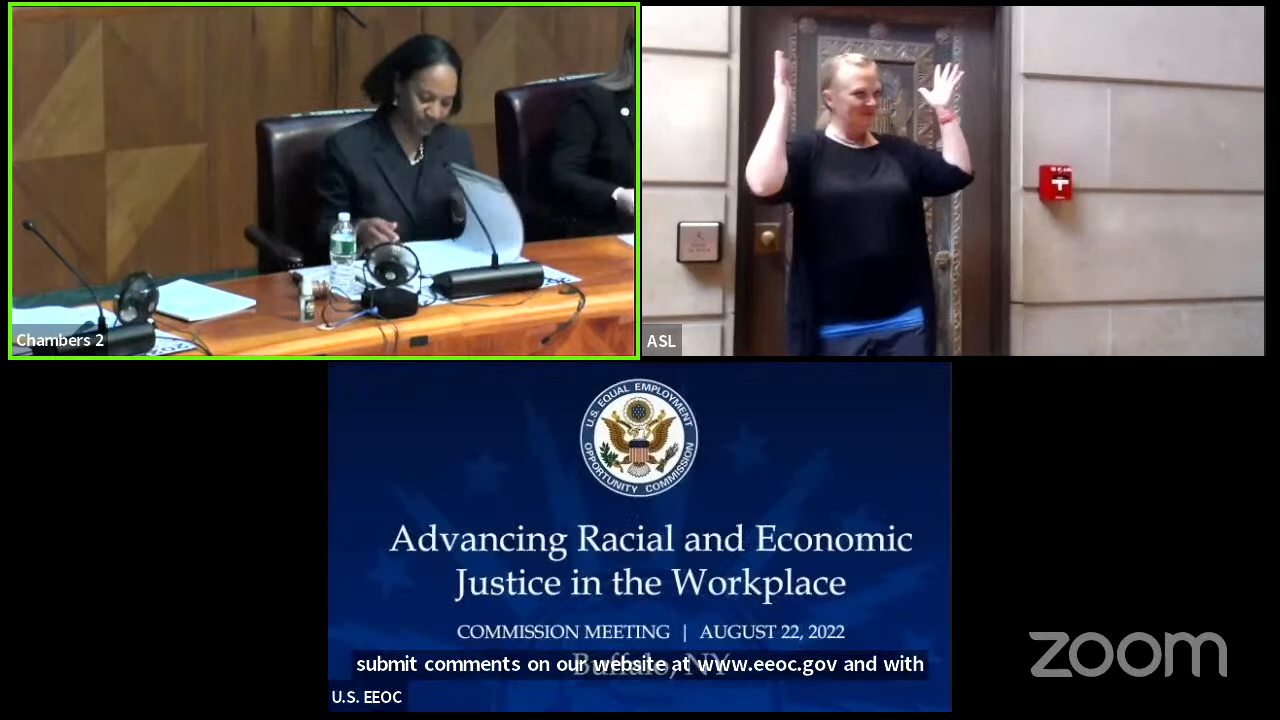 Chambers 2
ASL
U.S. EQUAL EMPLOYMENT
OPPORTUNITY COMMISSION
Advancing Racial and Economic
Justice in the Workplace
COMMISSION MEETING | AUGUST 22, 2022
Buffalo, NY
submit comments on our website at www.eeoc.gov and with
U.S. EEOC
zoom